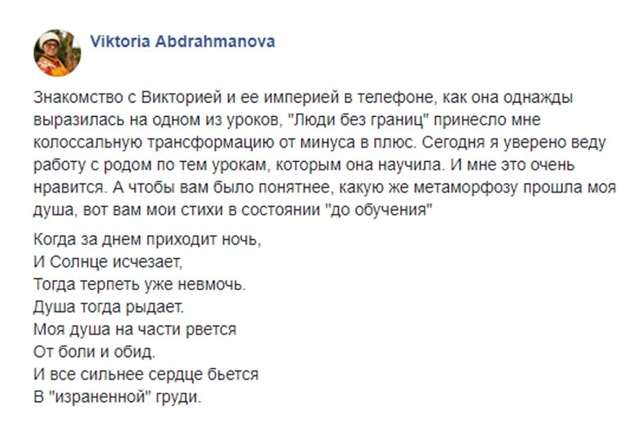 Viktoria Abdrahmanova
Знакомство с Викторией и ее империей в телефоне, как она однажды
выразилась на одном из уроков, "Люди без границ" принесло мне
колоссальную трансформацию от минуса в плюс. Сегодня я уверено веду
работу с родом по тем урокам, которым она научила. И мне это очень
нравится. А чтобы вам было понятнее, какую же метаморфозу прошла моя
душа, вот вам мои стихи в состоянии "до обучения"
Когда за днем приходит ночь,
И Солнце исчезает,
Тогда терпеть уже невмочь.
Душа тогда рыдает.
Моя душа на части рвется
От боли и обид.
И все сильнее сердце бьется
В "израненной" груди.